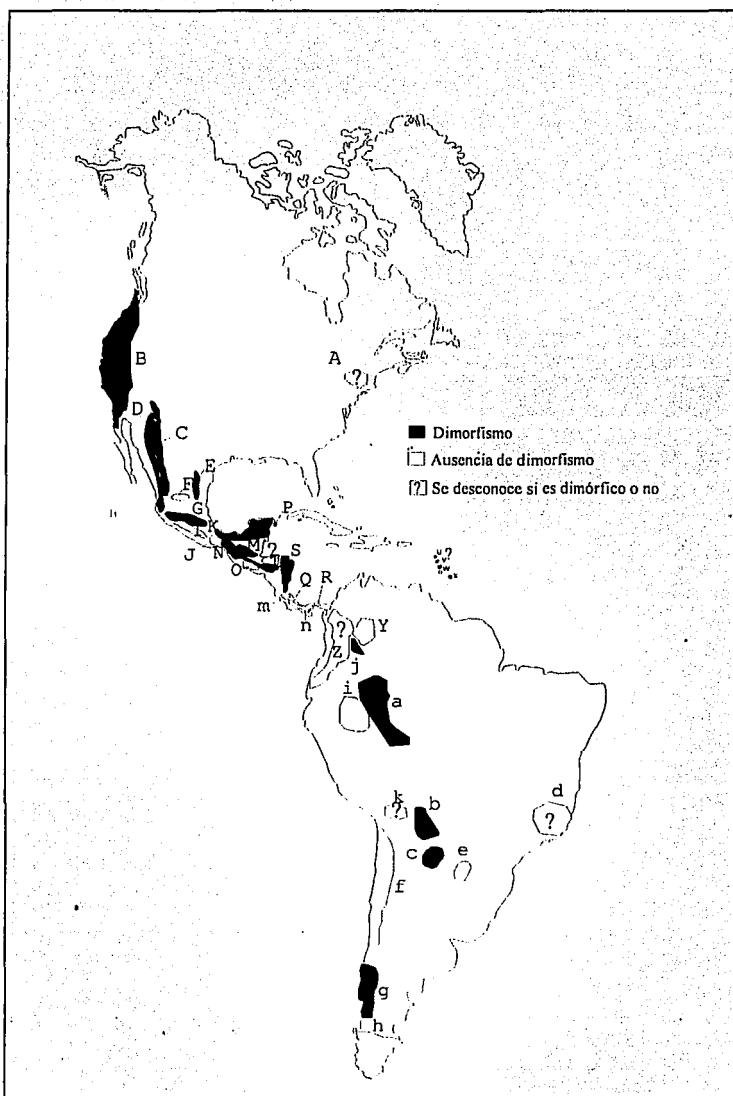 A
?
B
D
C
■ Dimorfismo
Ausencia de dimorfismo
[?] Se desconoce si es dimórfico o no
E
F
G
P
I
K
J
N
M
?
S
O
Q
R
m
n
?
Y
Z
j
i
a
k
?
b
d
?
c
e
f
g
h